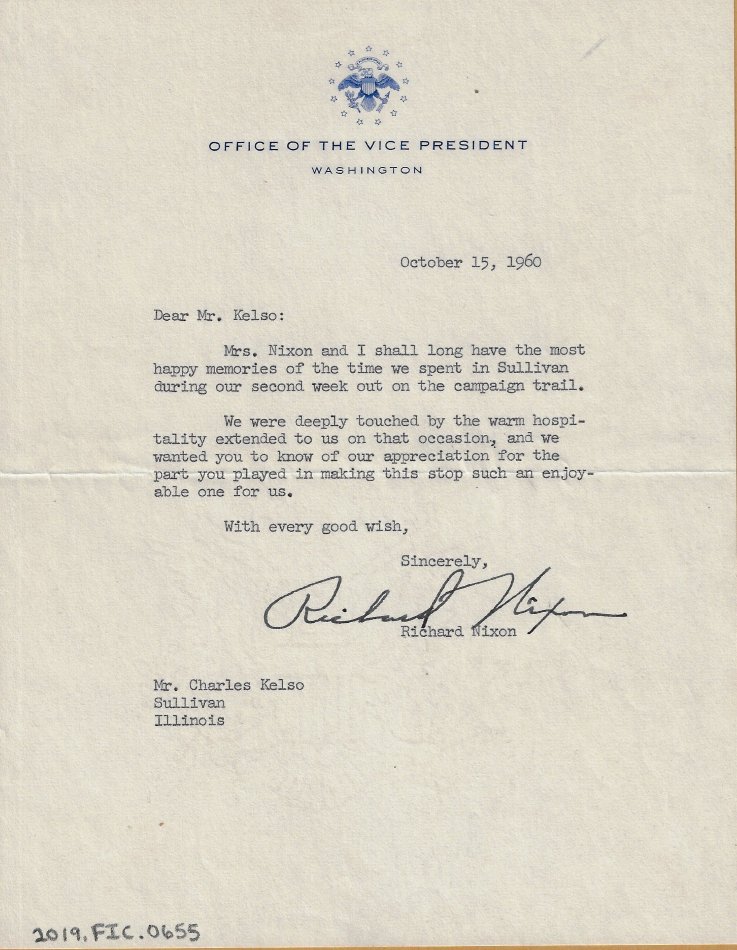 OFFICE OF THE VICE PRESIDENT
WASHINGTON
October 15, 1960
Dear Mr. Kelso:
Mrs. Nixon and I shall long have the most
happy memories of the time we spent in Sullivan
during our second week out on the campaign trail.
We were deeply touched by the warm hospi-
tality extended to us on that occasion, and we
wanted you to know of our appreciation for the
part you played in making this stop such an enjoy-
able one for us.
With every good wish,
Sincerely,
Richard Nixon
Richard Nixon
Mr. Charles Kelso
Sullivan
Illinois
2019.FIC.0655